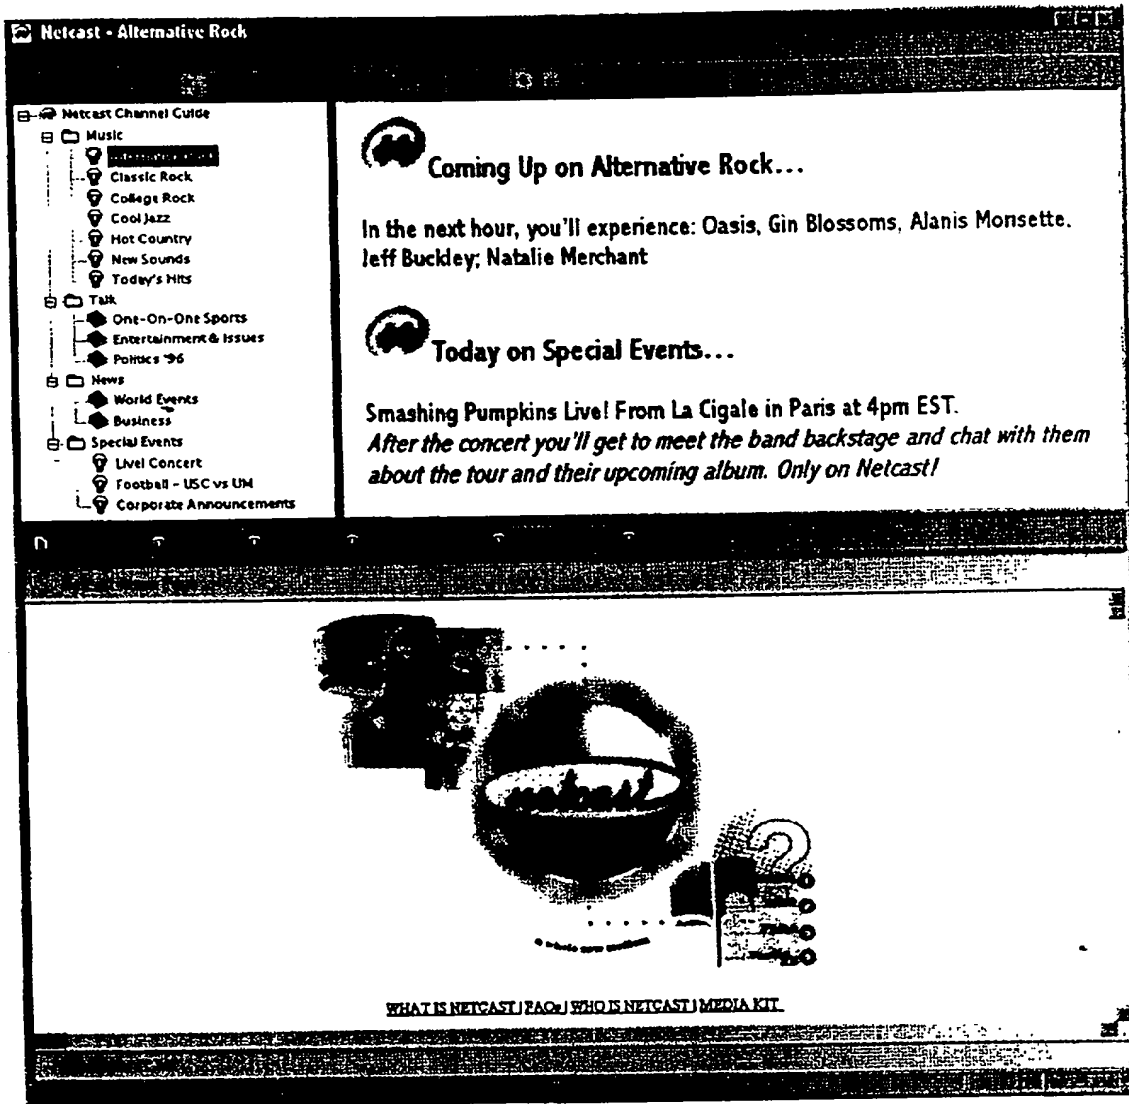 Netcast - Alternative Rock
Netcast Channel Guide
Music
Classic Rock
College Rock
Cool Jazz
Hot Country
New Sounds
Today's Hits
Talk
One-On-One Sports
Entertainment & Issues
Politics '96
News
World Events
Business
Special Events
Live! Concert
Football - USC vs UM
Corporate Announcements
Coming Up on Alternative Rock...
In the next hour, you'll experience: Oasis, Gin Blossoms, Alanis Morisette.
Jeff Buckley; Natalie Merchant
Today on Special Events...
Smashing Pumpkins Live! From La Cigale in Paris at 4pm EST.
After the concert you'll get to meet the band backstage and chat with them
about the tour and their upcoming album. Only on Netcast!
netcast
a whole new medium
WHAT IS NETCAST | FAQs | WHO IS NETCAST | MEDIA KIT